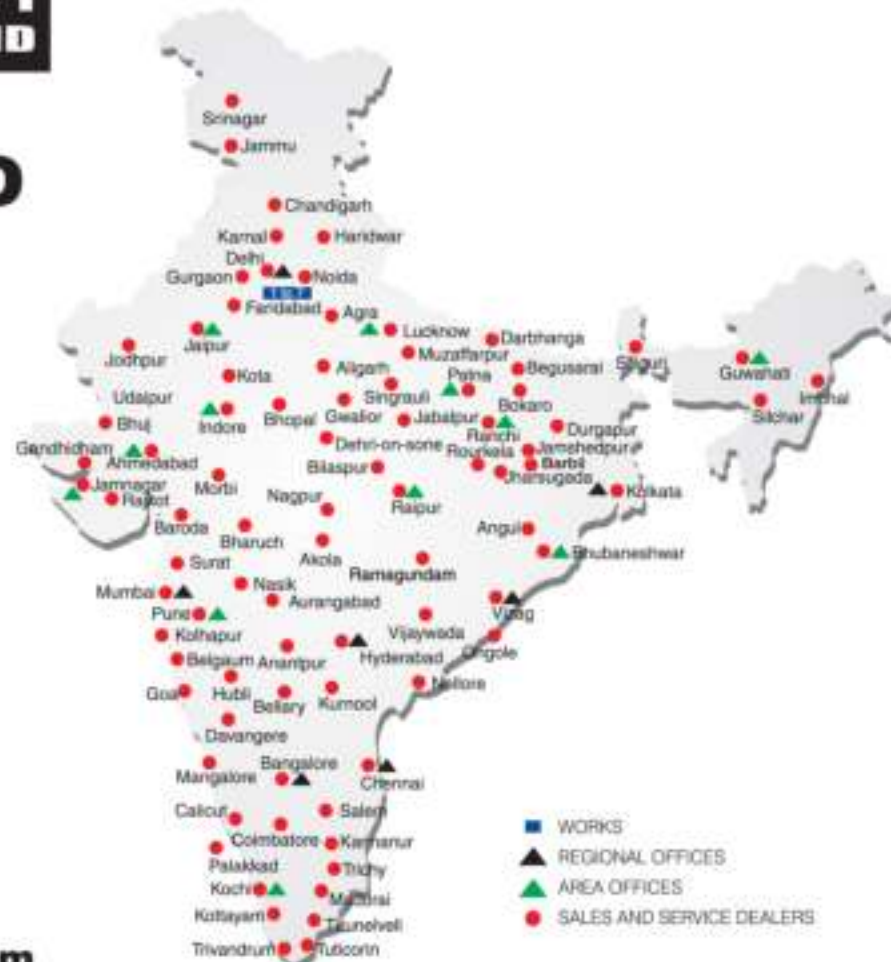 ND
Srinagar
Jammu
Chandigarh
Karnal
Haridwar
Delhi
Gurgaon
Noida
Faridabad
Agra
Jaipur
Lucknow
Darbhanga
Jodhpur
Muzaffarpur
Siliguri
Guwahati
Kota
Aligarh
Patna
Begusarai
Imphal
Udaipur
Singrauli
Bokaro
Silchar
Bhuj
Indore
Bhopal
Gwalior
Jabalpur
Ranchi
Durgapur
Gandhidham
Ahmedabad
Dehri-on-sone
Rourkela
Jamshedpur
Barbil
Bilaspur
Jharsugada
Jamnagar
Rajkot
Morbi
Nagpur
Raipur
Kolkata
Baroda
Bharuch
Akola
Angul
Bhubaneshwar
Surat
Ramagundam
Mumbai
Nasik
Aurangabad
Pune
Vizag
Kolhapur
Vijaywada
Ongole
Belgaum
Anantpur
Hyderabad
Goa
Hubli
Bellary
Kurnool
Nellore
Davangere
Mangalore
Bangalore
Chennai
Calicut
Salem
Coimbatore
Kannanur
Palakkad
Trichy
Kochi
Madurai
Kottayam
Tirunelveli
Trivandrum
Tuticorin
WORKS
REGIONAL OFFICES
AREA OFFICES
SALES AND SERVICE DEALERS
m